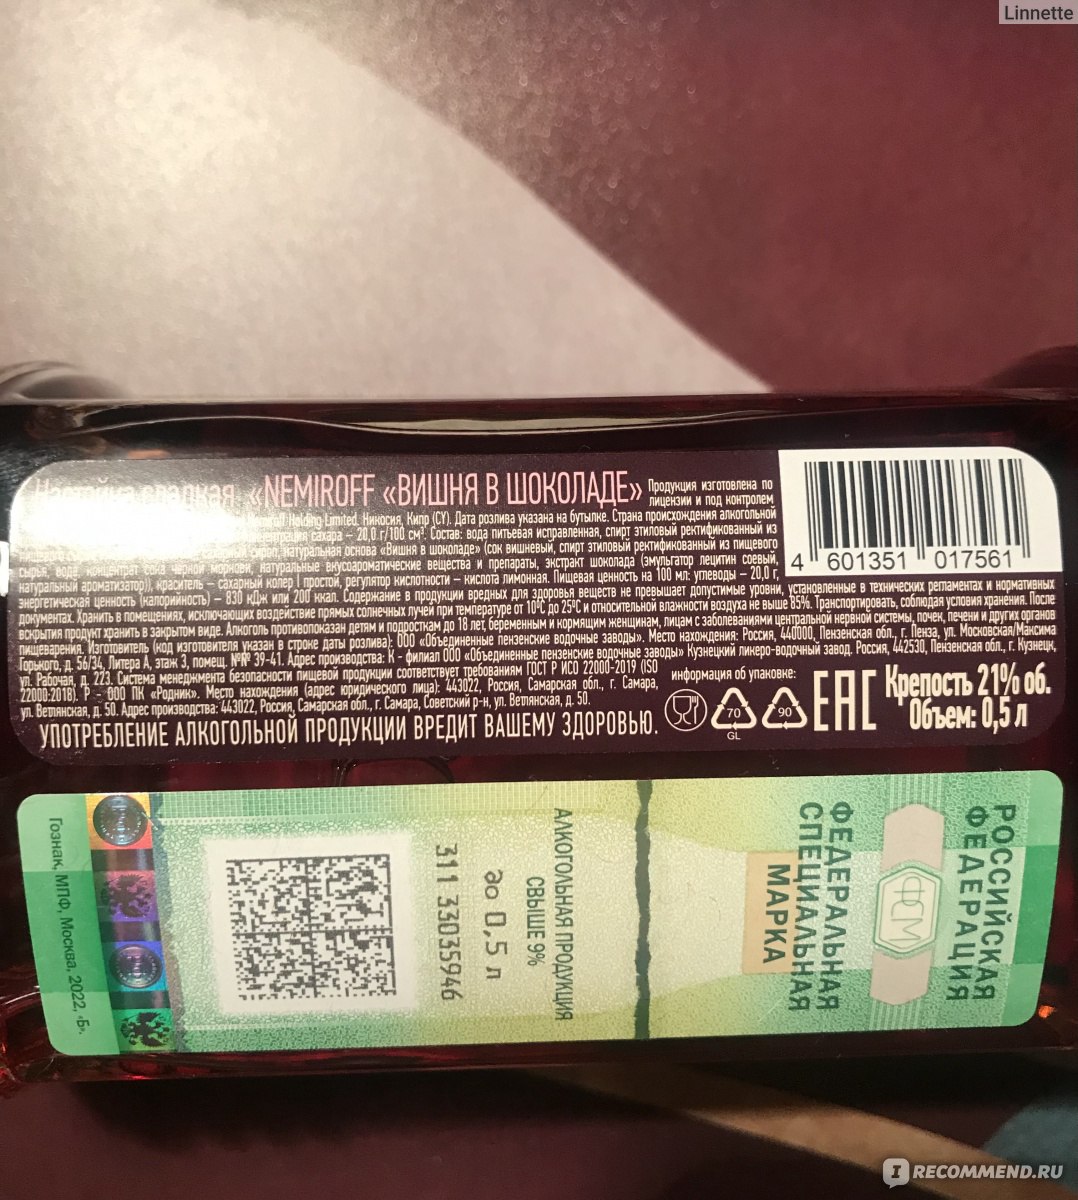 Linnette
Настойка сладкая, «NEMIROFF «ВИШНЯ В ШОКОЛАДЕ»
Продукция изготовлена по
лицензии и под контролем
Nemiroff Holding Limited, Никосия, Кипр (CY). Дата розлива указана на бутылке. Страна происхождения алкогольной
сахара – 20,0 г/100 см³. Состав: вода питьевая исправленная, спирт этиловый ректификованный из
сироп, натуральная основа «Вишня в шоколаде» (сок вишневый, спирт этиловый ректификованный из пищевого
сырья, вода, концентрат сока черной моркови, натуральные вкусоароматические вещества и препараты, экстракт шоколада (эмульгатор лецитин соевый,
натуральный ароматизатор)), краситель – сахарный колер I простой, регулятор кислотности – кислота лимонная. Пищевая ценность на 100 мл: углеводы – 20,0 г,
энергетическая ценность (калорийность) – 830 кДж или 200 ккал. Содержание в продукции вредных для здоровья веществ не превышает допустимые уровни, установленные в технических регламентах и нормативных
документах. Хранить в помещениях, исключающих воздействие прямых солнечных лучей при температуре от 10°C до 25°C и относительной влажности воздуха не выше 85%. Транспортировать, соблюдая условия хранения. После
вскрытия продукт хранить в закрытом виде. Алкоголь противопоказан детям и подросткам до 18 лет, беременным и кормящим женщинам, лицам с заболеваниями центральной нервной системы, почек, печени и других органов
пищеварения. Изготовитель (код изготовителя указан в строке даты розлива): ООО «Объединенные пензенские водочные заводы». Место нахождения: Россия, 440000, Пензенская обл., г. Пенза, ул. Московская/Максима
Горького, д. 56/34, Литера А, этаж 3, помещ. №№ 39-41. Адрес производства: К - филиал ООО «Объединенные пензенские водочные заводы» Кузнецкий ликеро-водочный завод. Россия, 442530, Пензенская обл., г. Кузнецк,
ул. Рабочая, д. 223. Система менеджмента безопасности пищевой продукции соответствует требованиям ГОСТ Р ИСО 22000-2019 (ISO
22000:2018). Р - ООО ПК «Родник». Место нахождения (адрес юридического лица): 443022, Россия, Самарская обл., г. Самара,
ул. Ветлянская, д. 50. Адрес производства: 443022, Россия, Самарская обл., г. Самара, Советский р-н, ул. Ветлянская, д. 50.
УПОТРЕБЛЕНИЕ АЛКОГОЛЬНОЙ ПРОДУКЦИИ ВРЕДИТ ВАШЕМУ ЗДОРОВЬЮ.
информация об упаковке:
70
GL
90
EAC
Крепость 21% об.
Объем: 0,5 л
4 601351 017561
РОССИЙСКАЯ
ФЕДЕРАЦИЯ
ФСМ
ФЕДЕРАЛЬНАЯ
СПЕЦИАЛЬНАЯ
МАРКА
АЛКОГОЛЬНАЯ ПРОДУКЦИЯ
СВЫШЕ 9%
до 0,5 л
311 33035946
Гознак, МПФ, Москва, 2022, «Б».
IRECOMMEND.RU